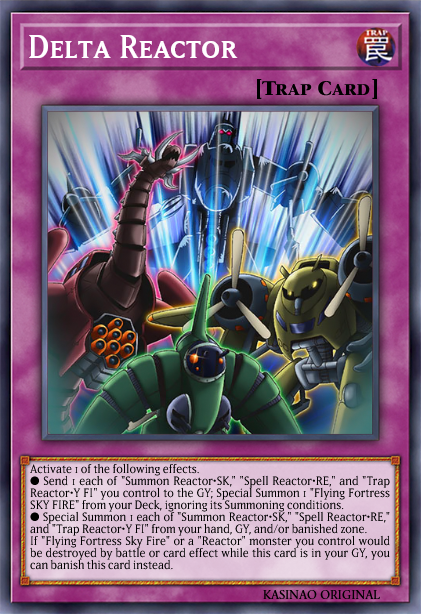 Delta Reactor
TRAP
罠
[Trap Card]
Activate 1 of the following effects.
● Send 1 each of "Summon Reactor･SK," "Spell Reactor･RE," and "Trap
Reactor･Y FI" you control to the GY; Special Summon 1 "Flying Fortress
SKY FIRE" from your Deck, ignoring its Summoning conditions.
● Special Summon 1 each of "Summon Reactor･SK," "Spell Reactor･RE,"
and "Trap Reactor･Y FI" from your hand, GY, and/or banished zone.
If "Flying Fortress Sky Fire" or a "Reactor" monster you control would
be destroyed by battle or card effect while this card is in your GY, you
can banish this card instead.
KASINAO ORIGINAL